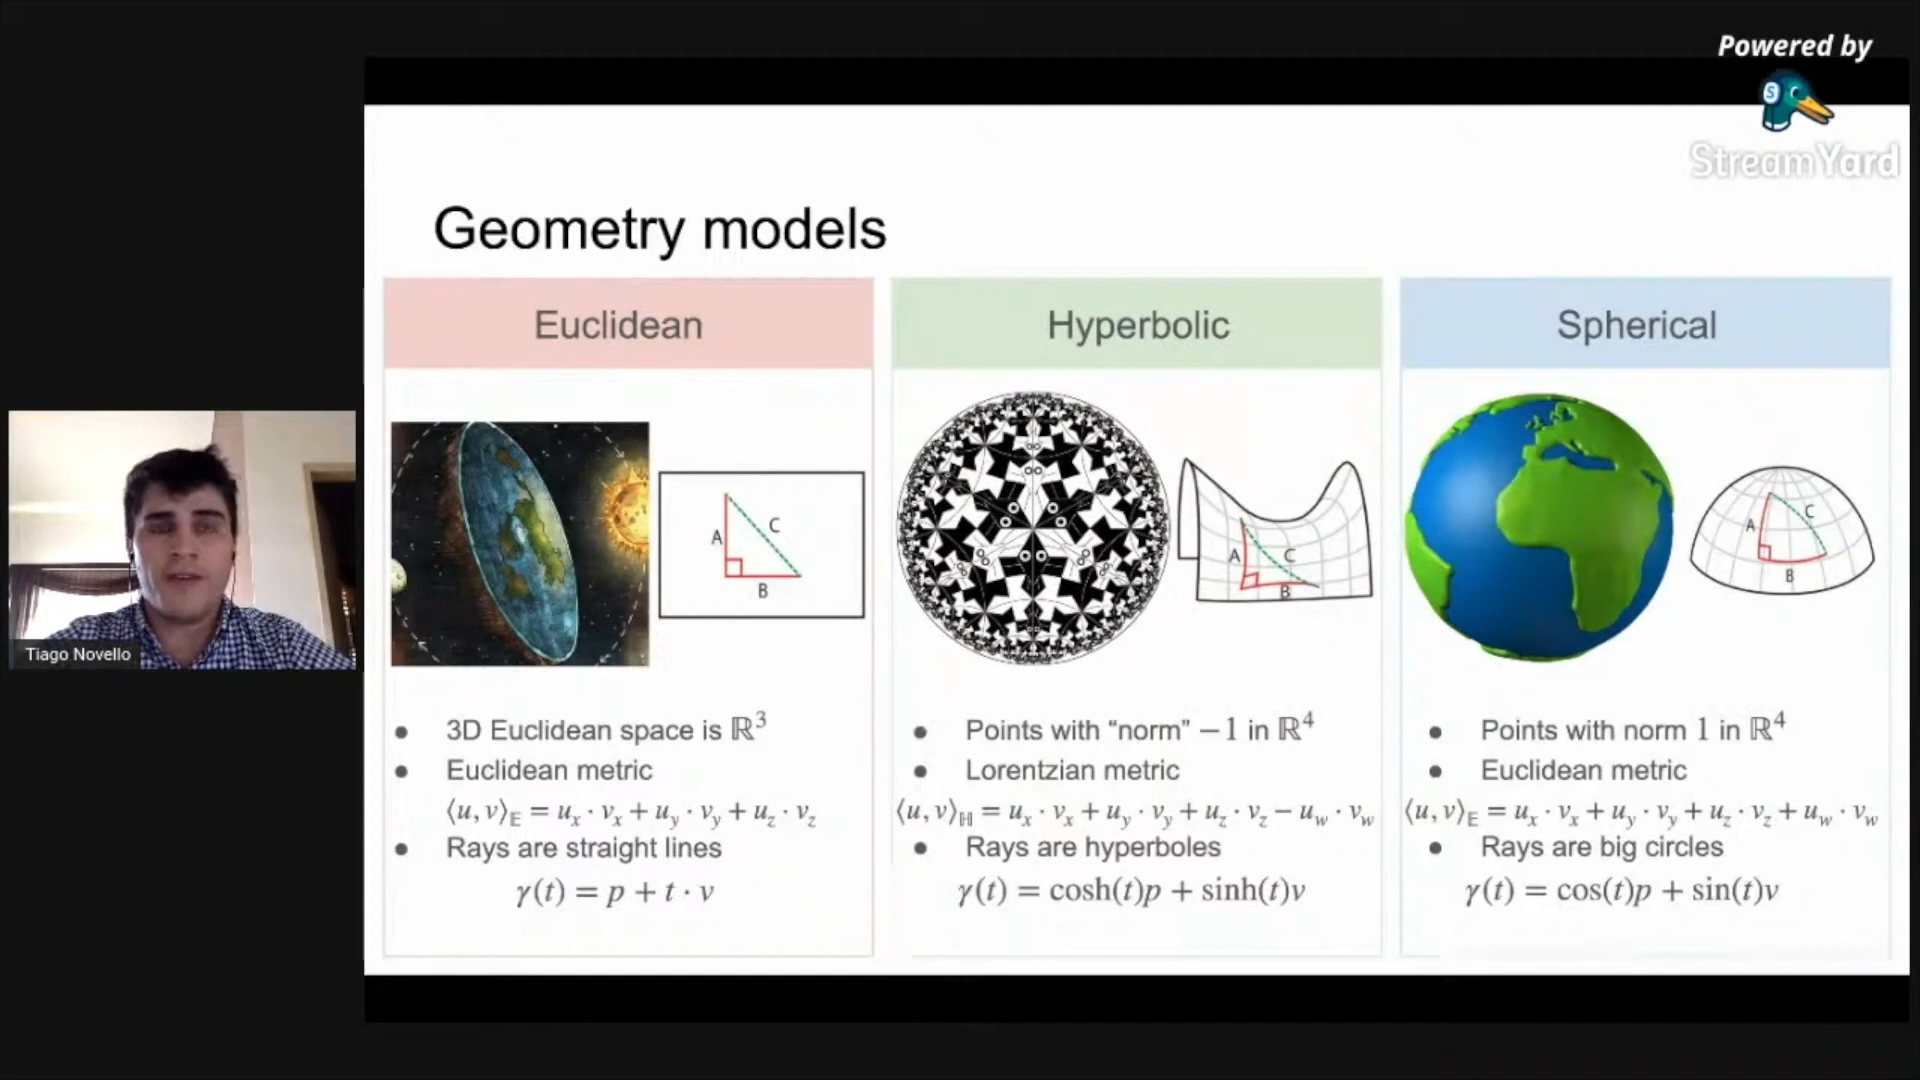 Powered by
StreamYard
Geometry models
Euclidean
A
C
B
● 3D Euclidean space is ℝ³
● Euclidean metric
⟨u, v⟩_𝔼 = u_x · v_x + u_y · v_y + u_z · v_z
● Rays are straight lines
γ(t) = p + t · v
Hyperbolic
A
C
B
● Points with “norm” −1 in ℝ⁴
● Lorentzian metric
⟨u, v⟩_ℍ = u_x · v_x + u_y · v_y + u_z · v_z − u_w · v_w
● Rays are hyperboles
γ(t) = cosh(t)p + sinh(t)v
Spherical
A
C
B
● Points with norm 1 in ℝ⁴
● Euclidean metric
⟨u, v⟩_𝔼 = u_x · v_x + u_y · v_y + u_z · v_z + u_w · v_w
● Rays are big circles
γ(t) = cos(t)p + sin(t)v
Tiago Novello